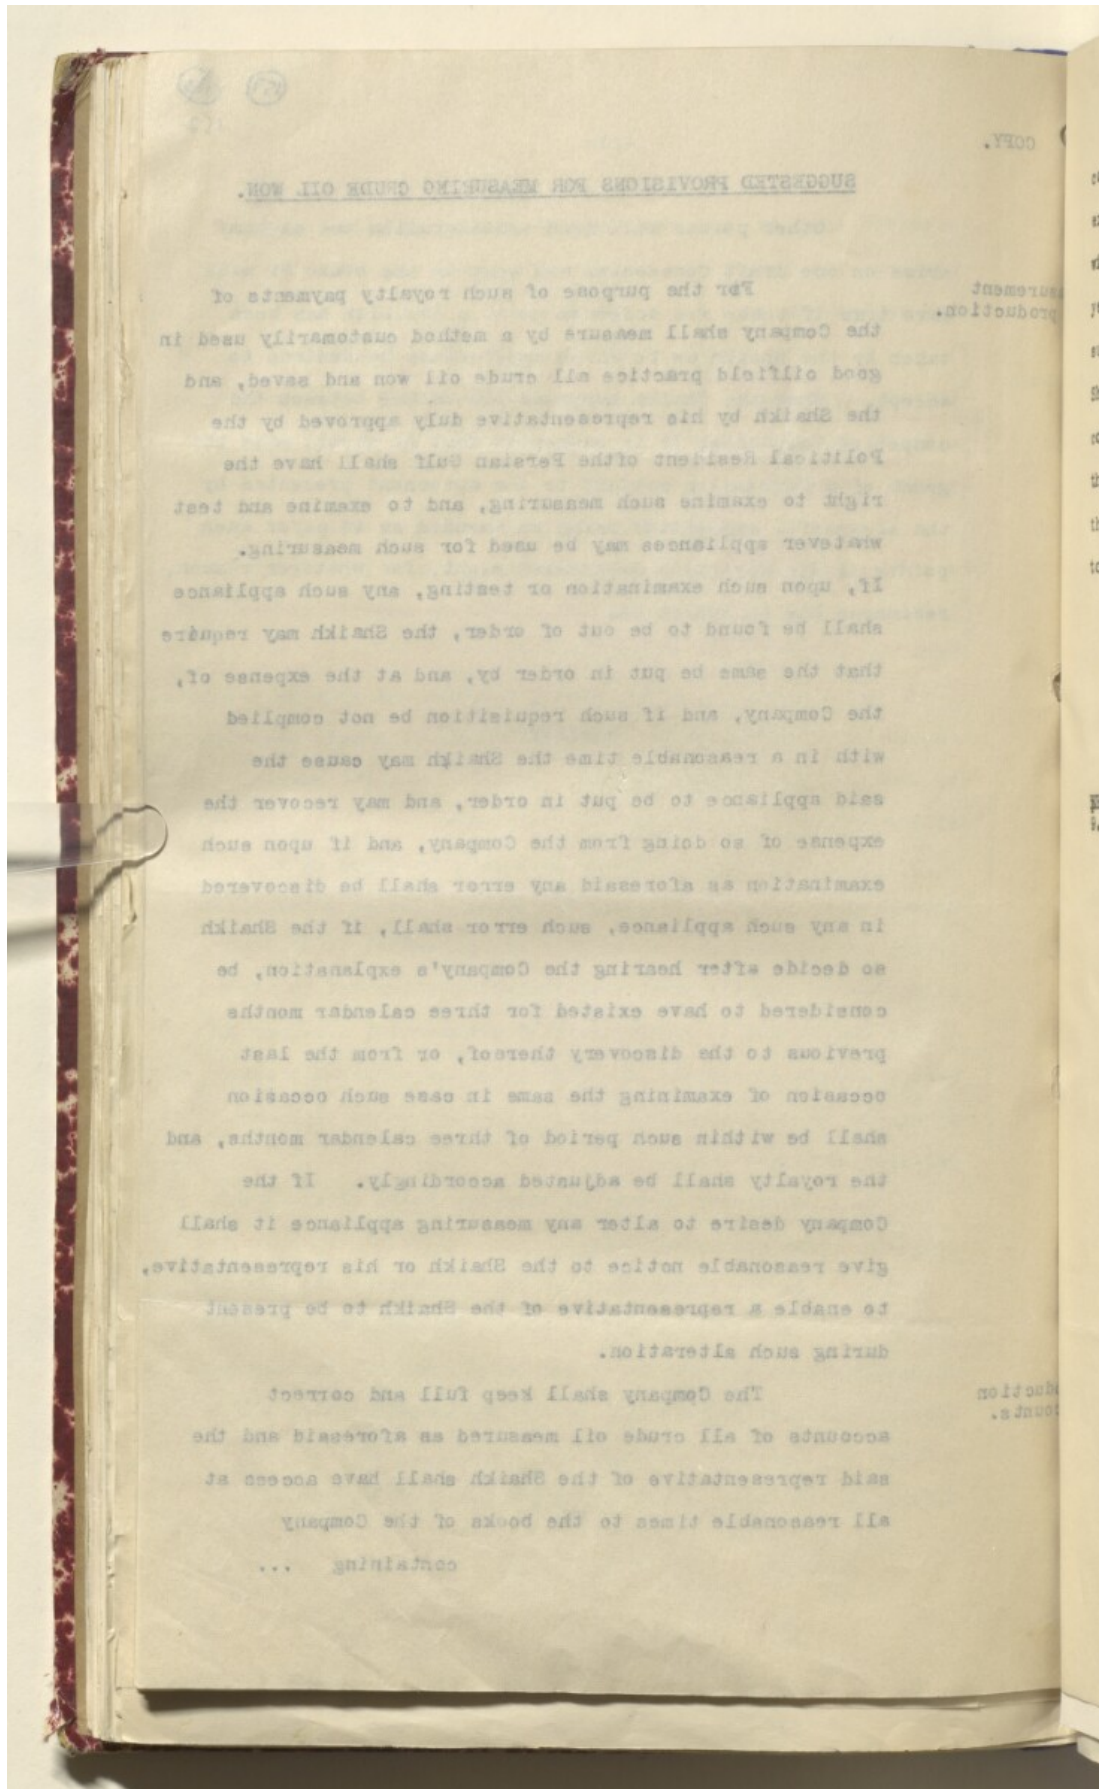 COPY.
SUGGESTED PROVISIONS FOR MEASURING CRUDE OIL WON.
For the purpose of such royalty payments of
the Company shall measure by a method customarily used in
good oilfield practice all crude oil won and saved, and
the Shaikh by his representative duly approved by the
Political Resident ofthe Persian Gulf shall have the
right to examine such measuring, and to examine and test
whatever appliances may be used for such measuring.
If, upon such examination or testing, any such appliance
shall be found to be out of order, the Shaikh may require
that the same be put in order by, and at the expense of,
the Company, and if such requisition be not complied
with in a reasonable time the Shaikh may cause the
said appliance to be put in order, and may recover the
expense of so doing from the Company, and if upon such
examination as aforesaid any error shall be discovered
in any such appliance, such error shall, if the Shaikh
so decide after hearing the Company's explanation, be
considered to have existed for three calendar months
previous to the discovery thereof, or from the last
occasion of examining the same in case such occasion
shall be within such period of three calendar months, and
the royalty shall be adjusted accordingly. If the
Company desire to alter any measuring appliance it shall
give reasonable notice to the Shaikh or his representative,
to enable a representative of the Shaikh to be present
during such alteration.
The Company shall keep full and correct
accounts of all crude oil measured as aforesaid and the
said representative of the Shaikh shall have access at
all reasonable times to the books of the Company
containing ...
surement
production.
oduction
counts.